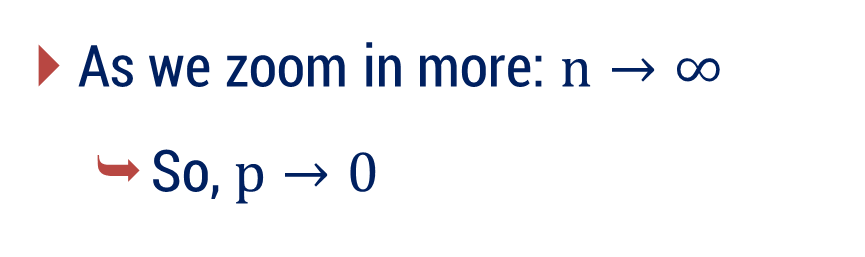 As we zoom in more: n → ∞
So, p → 0